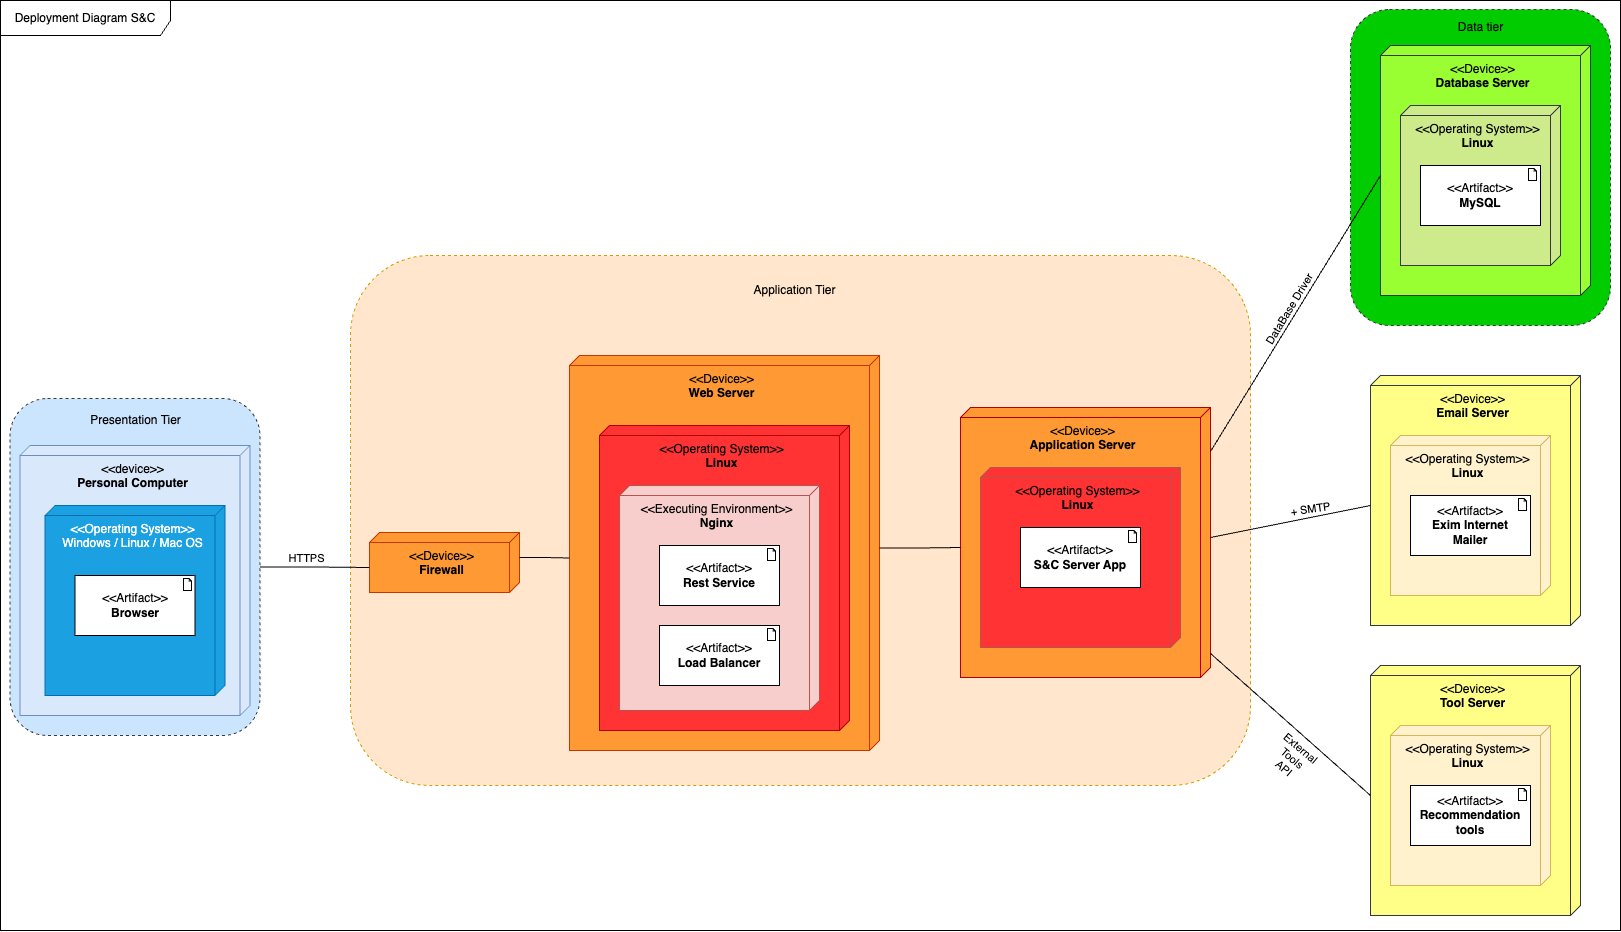 Deployment Diagram S&C
Presentation Tier
<<device>>
Personal Computer
<<Operating System>>
Windows / Linux / Mac OS
<<Artifact>>
Browser
HTTPS
Application Tier
<<Device>>
Firewall
<<Device>>
Web Server
<<Operating System>>
Linux
<<Executing Environment>>
Nginx
<<Artifact>>
Rest Service
<<Artifact>>
Load Balancer
<<Device>>
Application Server
<<Operating System>>
Linux
<<Artifact>>
S&C Server App
DataBase Driver
+ SMTP
External
Tools
API
Data tier
<<Device>>
Database Server
<<Operating System>>
Linux
<<Artifact>>
MySQL
<<Device>>
Email Server
<<Operating System>>
Linux
<<Artifact>>
Exim Internet
Mailer
<<Device>>
Tool Server
<<Operating System>>
Linux
<<Artifact>>
Recommendation
tools